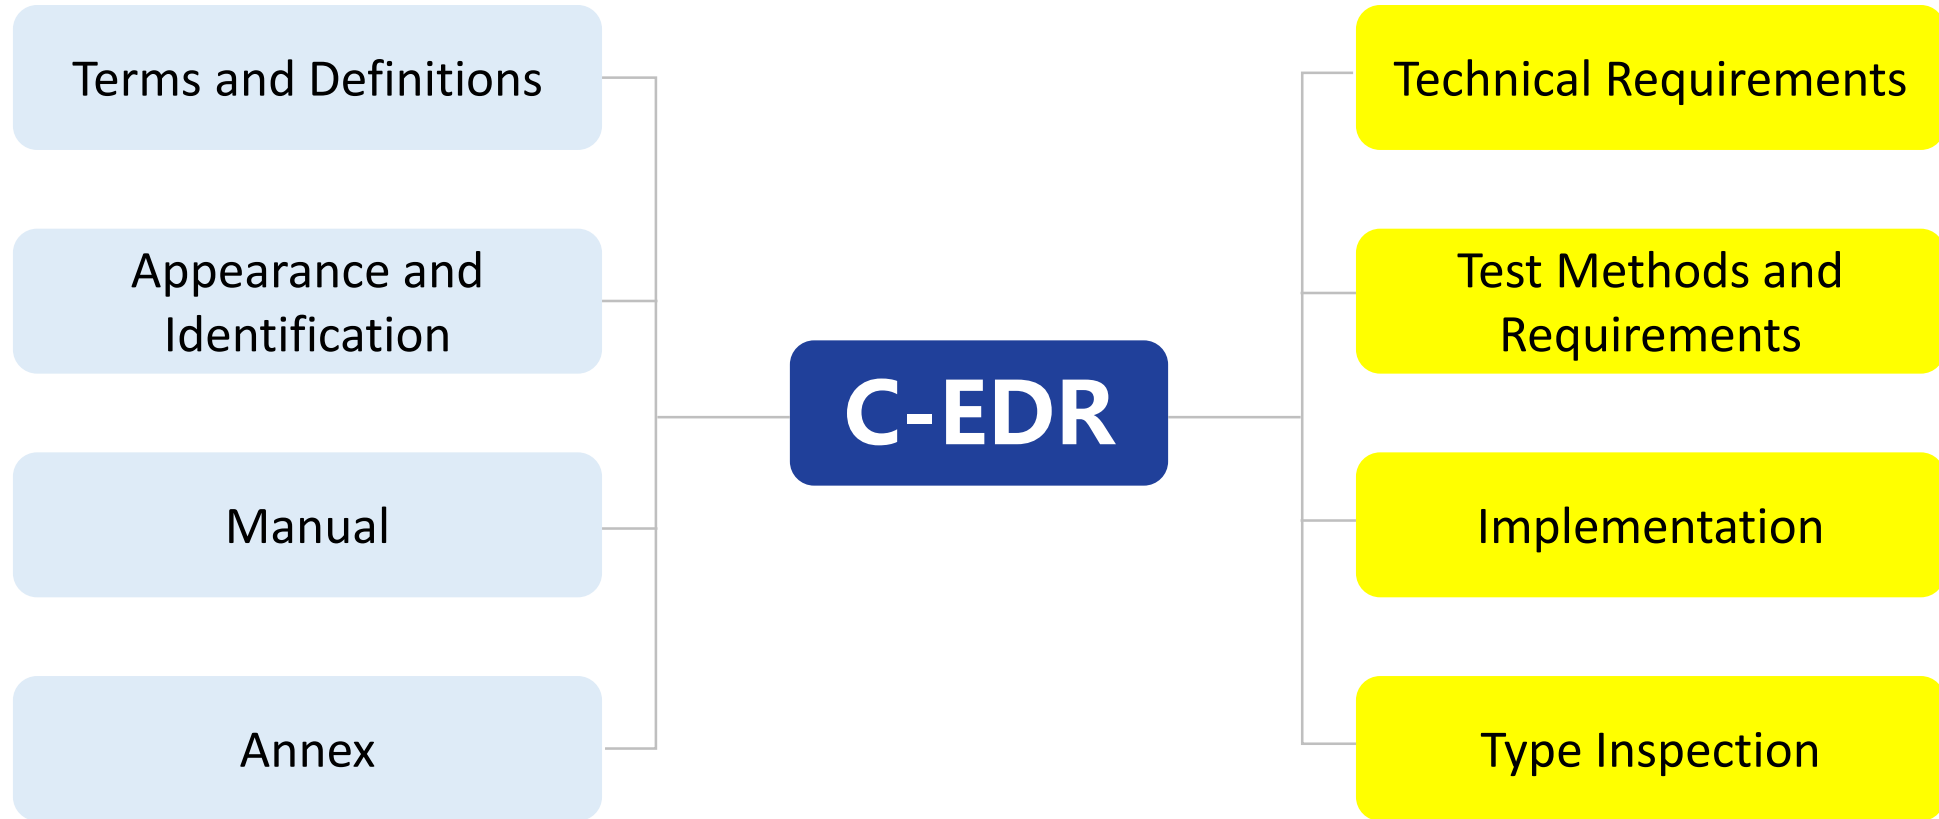 Terms and Definitions
Appearance and
Identification
Manual
Annex
C-EDR
Technical Requirements
Test Methods and
Requirements
Implementation
Type Inspection